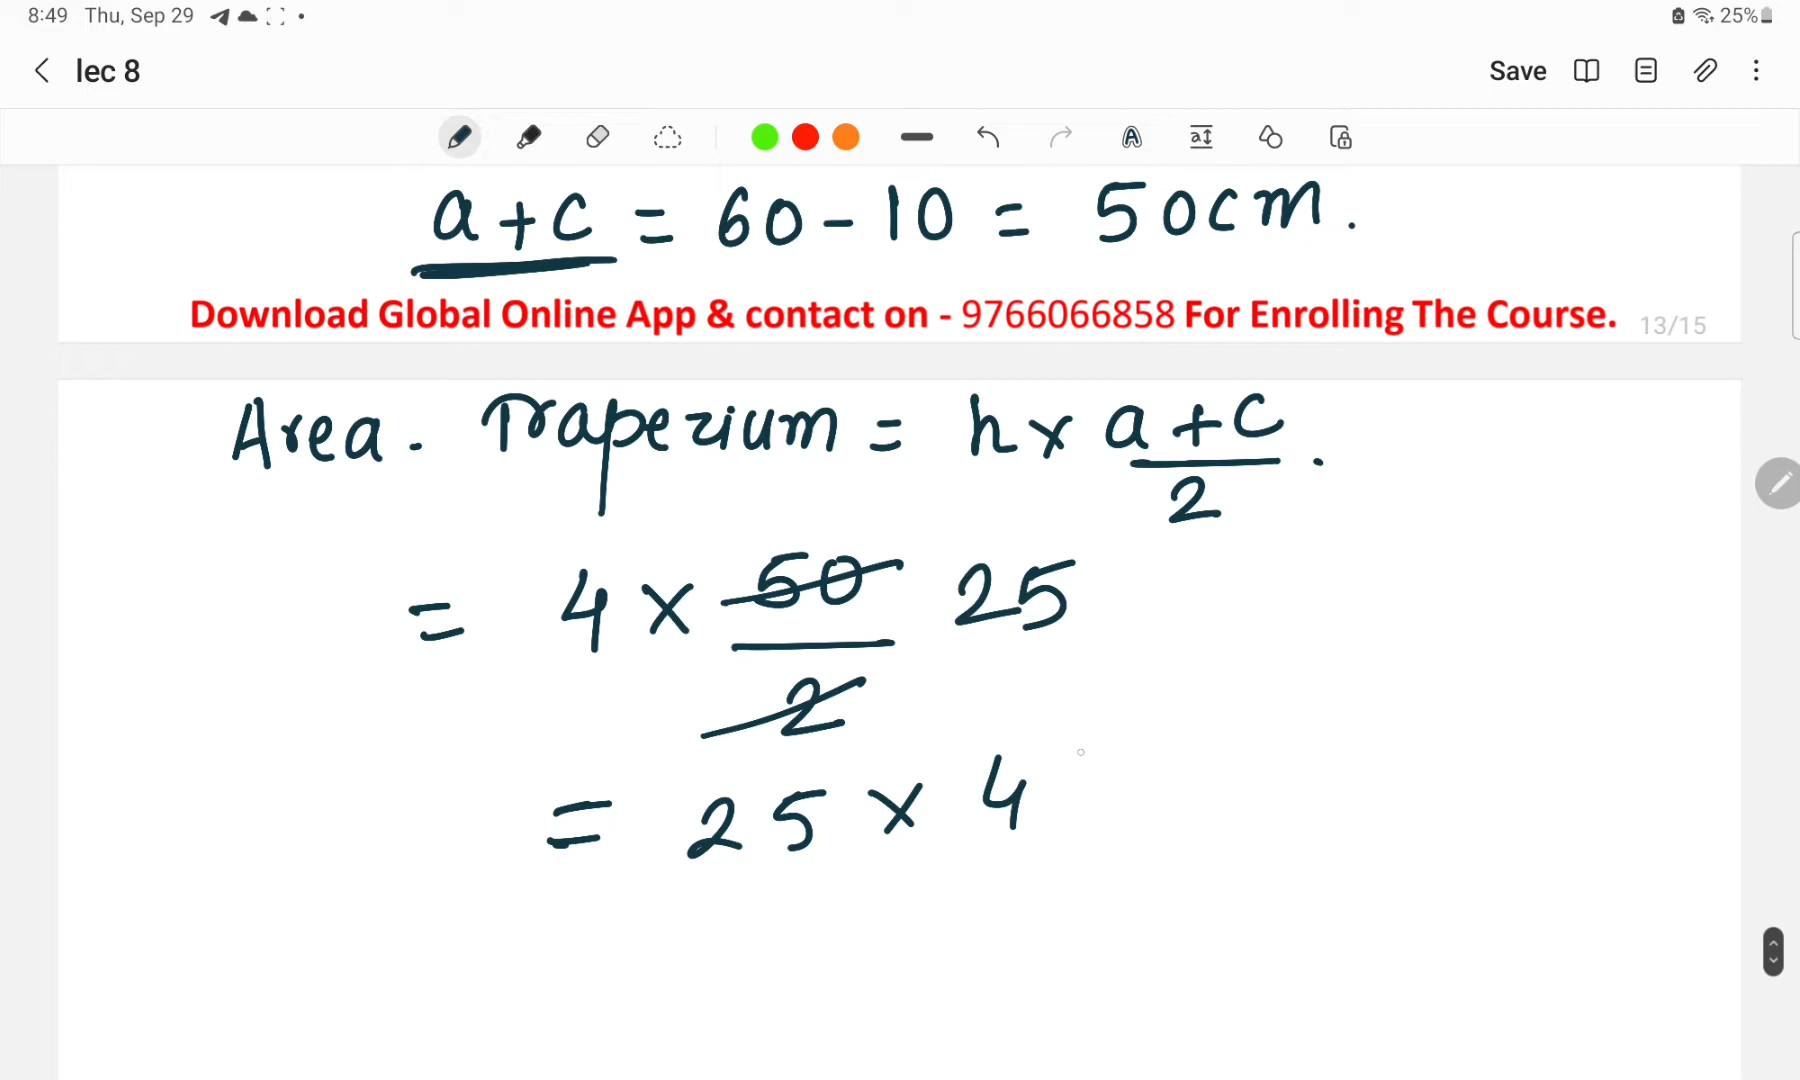 8:49 Thu, Sep 29 25%
lec 8 Save
a + c = 60 - 10 = 50cm.
Download Global Online App & contact on - 9766066858 For Enrolling The Course. 13/15
Area. Trapezium = h x a + c / 2 .
= 4 x 50 / 2 25
= 25 x 4